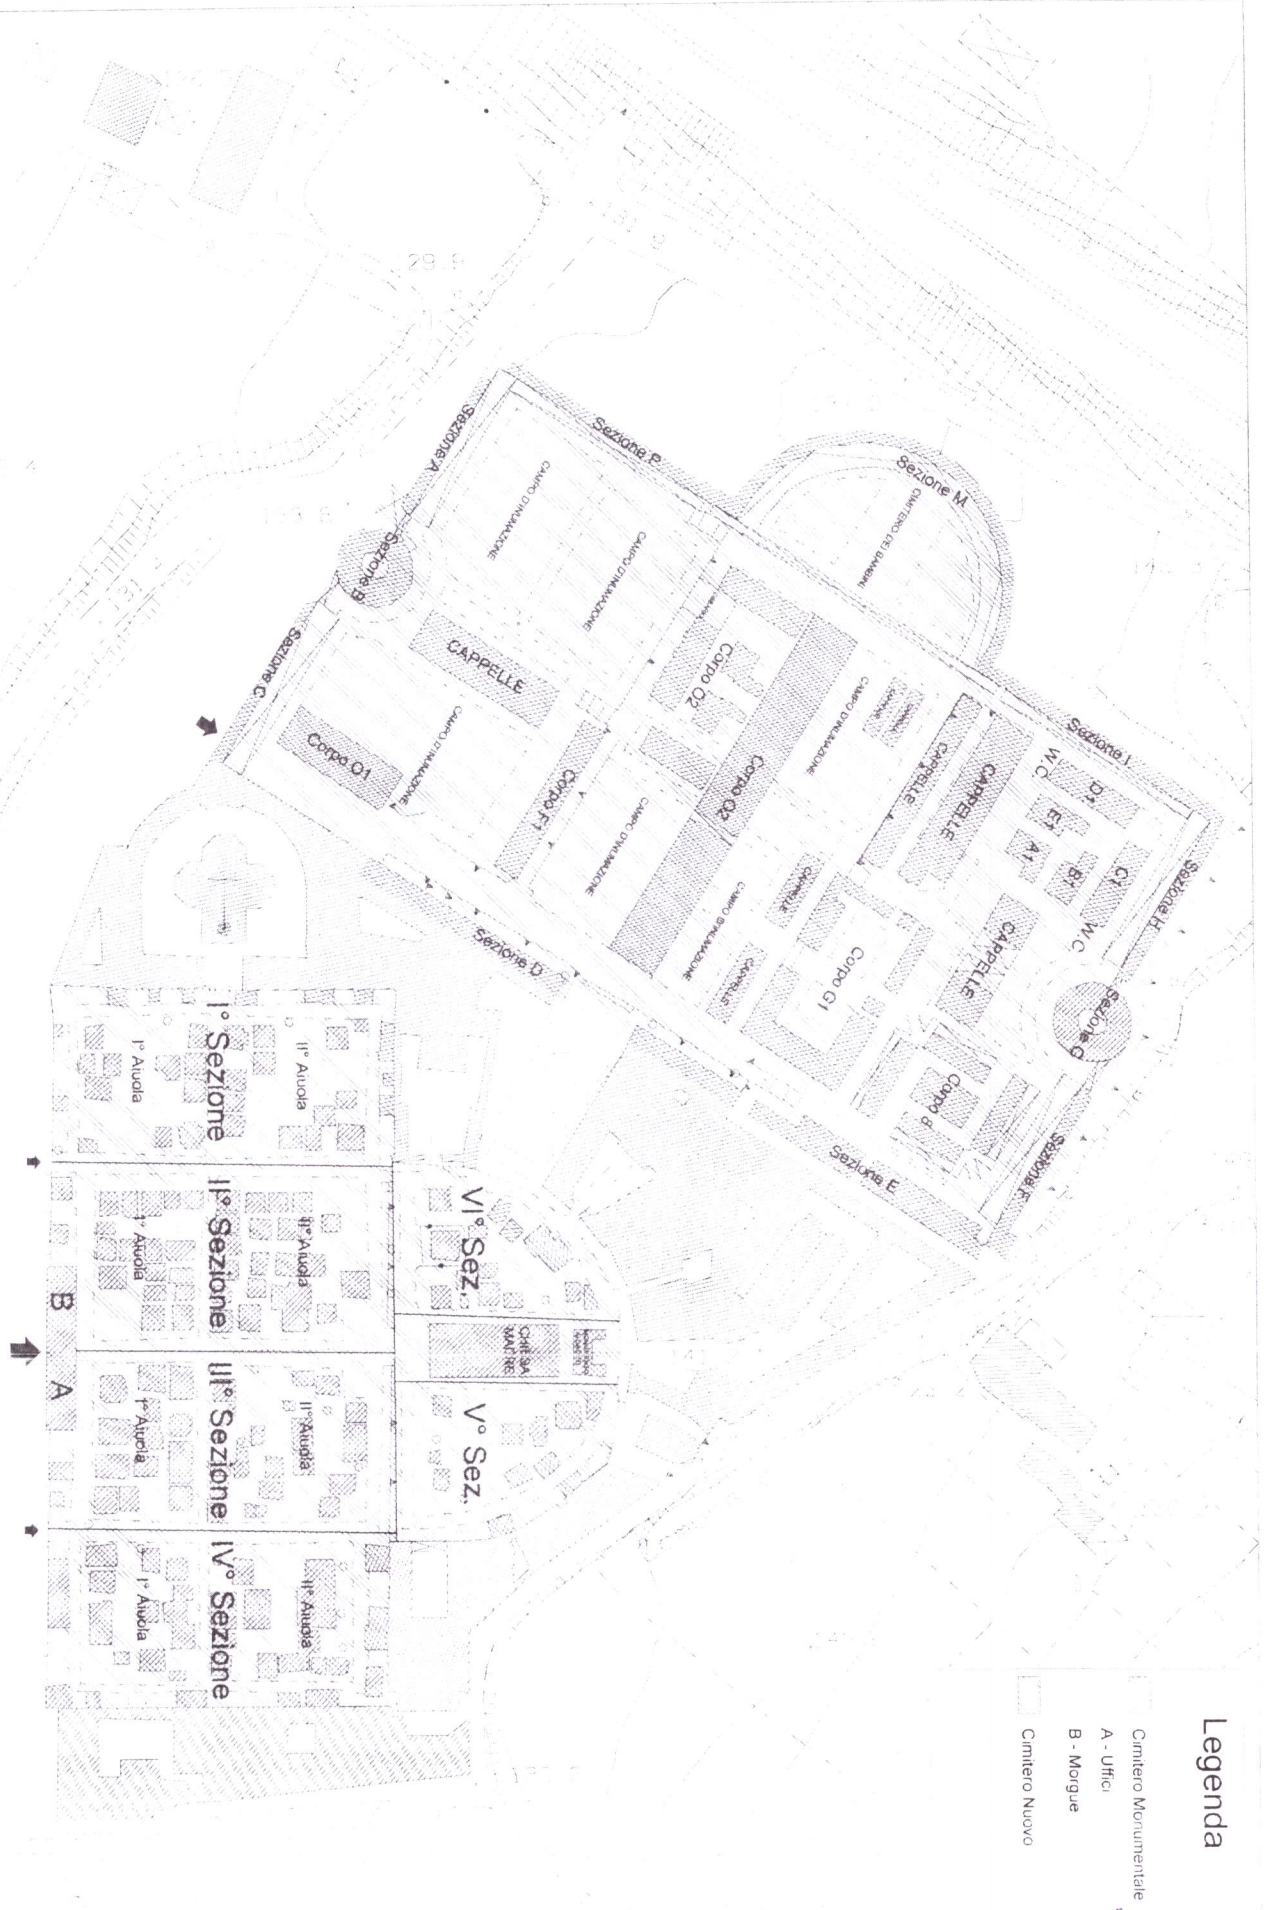 Legenda
Cimitero Monumentale
A - Uffici
B - Morgue
Cimitero Nuovo
29.9
Sezione A
Sezione P
Sezione M
CIMITERO DEI BAMBINI
CAMPO D'INUMAZIONE
CAMPO D'INUMAZIONE
Sezione B
Sezione C
CAPPELLE
Corpo O1
CAMPO D'INUMAZIONE
Corpo F1
Corpo O2
Corpo O2
CAMPO D'INUMAZIONE
CAMPO D'INUMAZIONE
CAMPO D'INUMAZIONE
CAPPELLE
CAPPELLE
CAPPELLE
CAPPELLE
Sezione I
W.C.
D1
E1
A1
B1
C1
W.C.
Sezione H
CAPPELLE
Sezione G
Corpo G1
Corpo d
Sezione F
Sezione E
Sezione D
I° Sezione
I° Aiuola
II° Aiuola
II° Sezione
I° Aiuola
II° Aiuola
III° Sezione
I° Aiuola
II° Aiuola
IV° Sezione
I° Aiuola
II° Aiuola
VI° Sez.
CHIESA
MADRE
V° Sez.
B
A